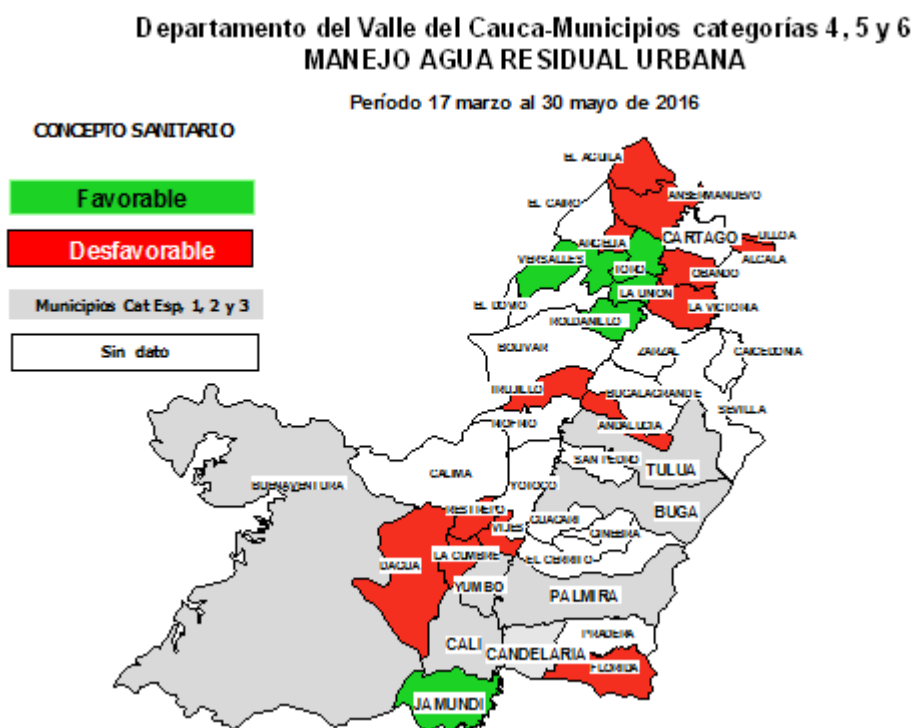 Departamento del Valle del Cauca-Municipios categorías 4, 5 y 6
MANEJO AGUA RESIDUAL URBANA
Período 17 marzo al 30 mayo de 2016
CONCEPTO SANITARIO
Favorable
Desfavorable
Municipios Cat Esp, 1, 2 y 3
Sin dato
EL AGUILA
ANSERMANUEVO
EL CAIRO
CARTAGO
ULLOA
ARGELIA
VERSALLES
TORO
ALCALA
OBANDO
LA UNION
EL DOVIO
LA VICTORIA
ROLDANILLO
BOLIVAR
ZARZAL
CAICEDONIA
TRUJILLO
BUGALAGRANDE
SEVILLA
RIOFRIO
ANDALUCIA
SAN PEDRO
TULUA
CALIMA
YOTOCO
BUENAVENTURA
RESTREPO
GUACARI
BUGA
VIJES
GINEBRA
LA CUMBRE
EL CERRITO
DAGUA
YUMBO
PALMIRA
PRADERA
CALI
CANDELARIA
FLORIDA
JAMUNDI